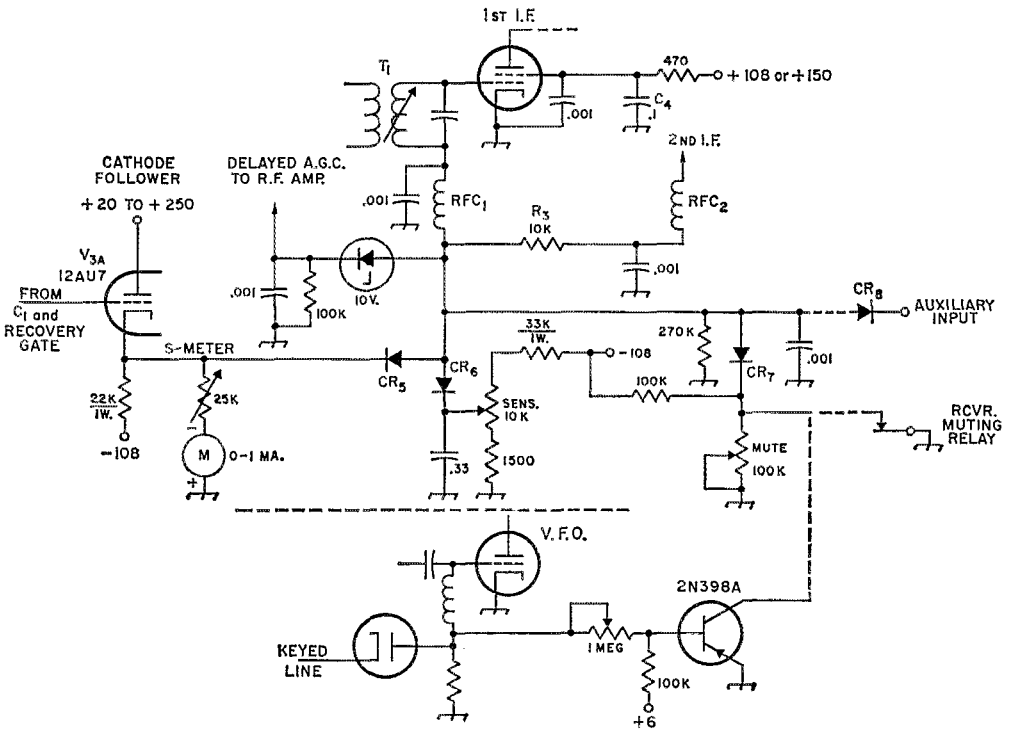 1ST I.F.
T1
470
+108 or +150
.001
C4
.1
2ND I.F.
CATHODE
FOLLOWER
DELAYED A.G.C.
TO R.F. AMP.
+20 TO +250
.001
RFC1
R3
10K
RFC2
V3A
12AU7
.001
FROM
C1 and
RECOVERY
GATE
.001
100K
10V.
CR8
AUXILIARY
INPUT
S-METER
33K
1W.
-108
270K
CR7
.001
CR5
CR6
100K
22K
1W.
25K
SENS.
10K
RCVR.
MUTING
RELAY
-108
-
M
0-1 MA.
+
.33
1500
MUTE
100K
V.F.O.
2N398A
KEYED
LINE
1 MEG
100K
+6